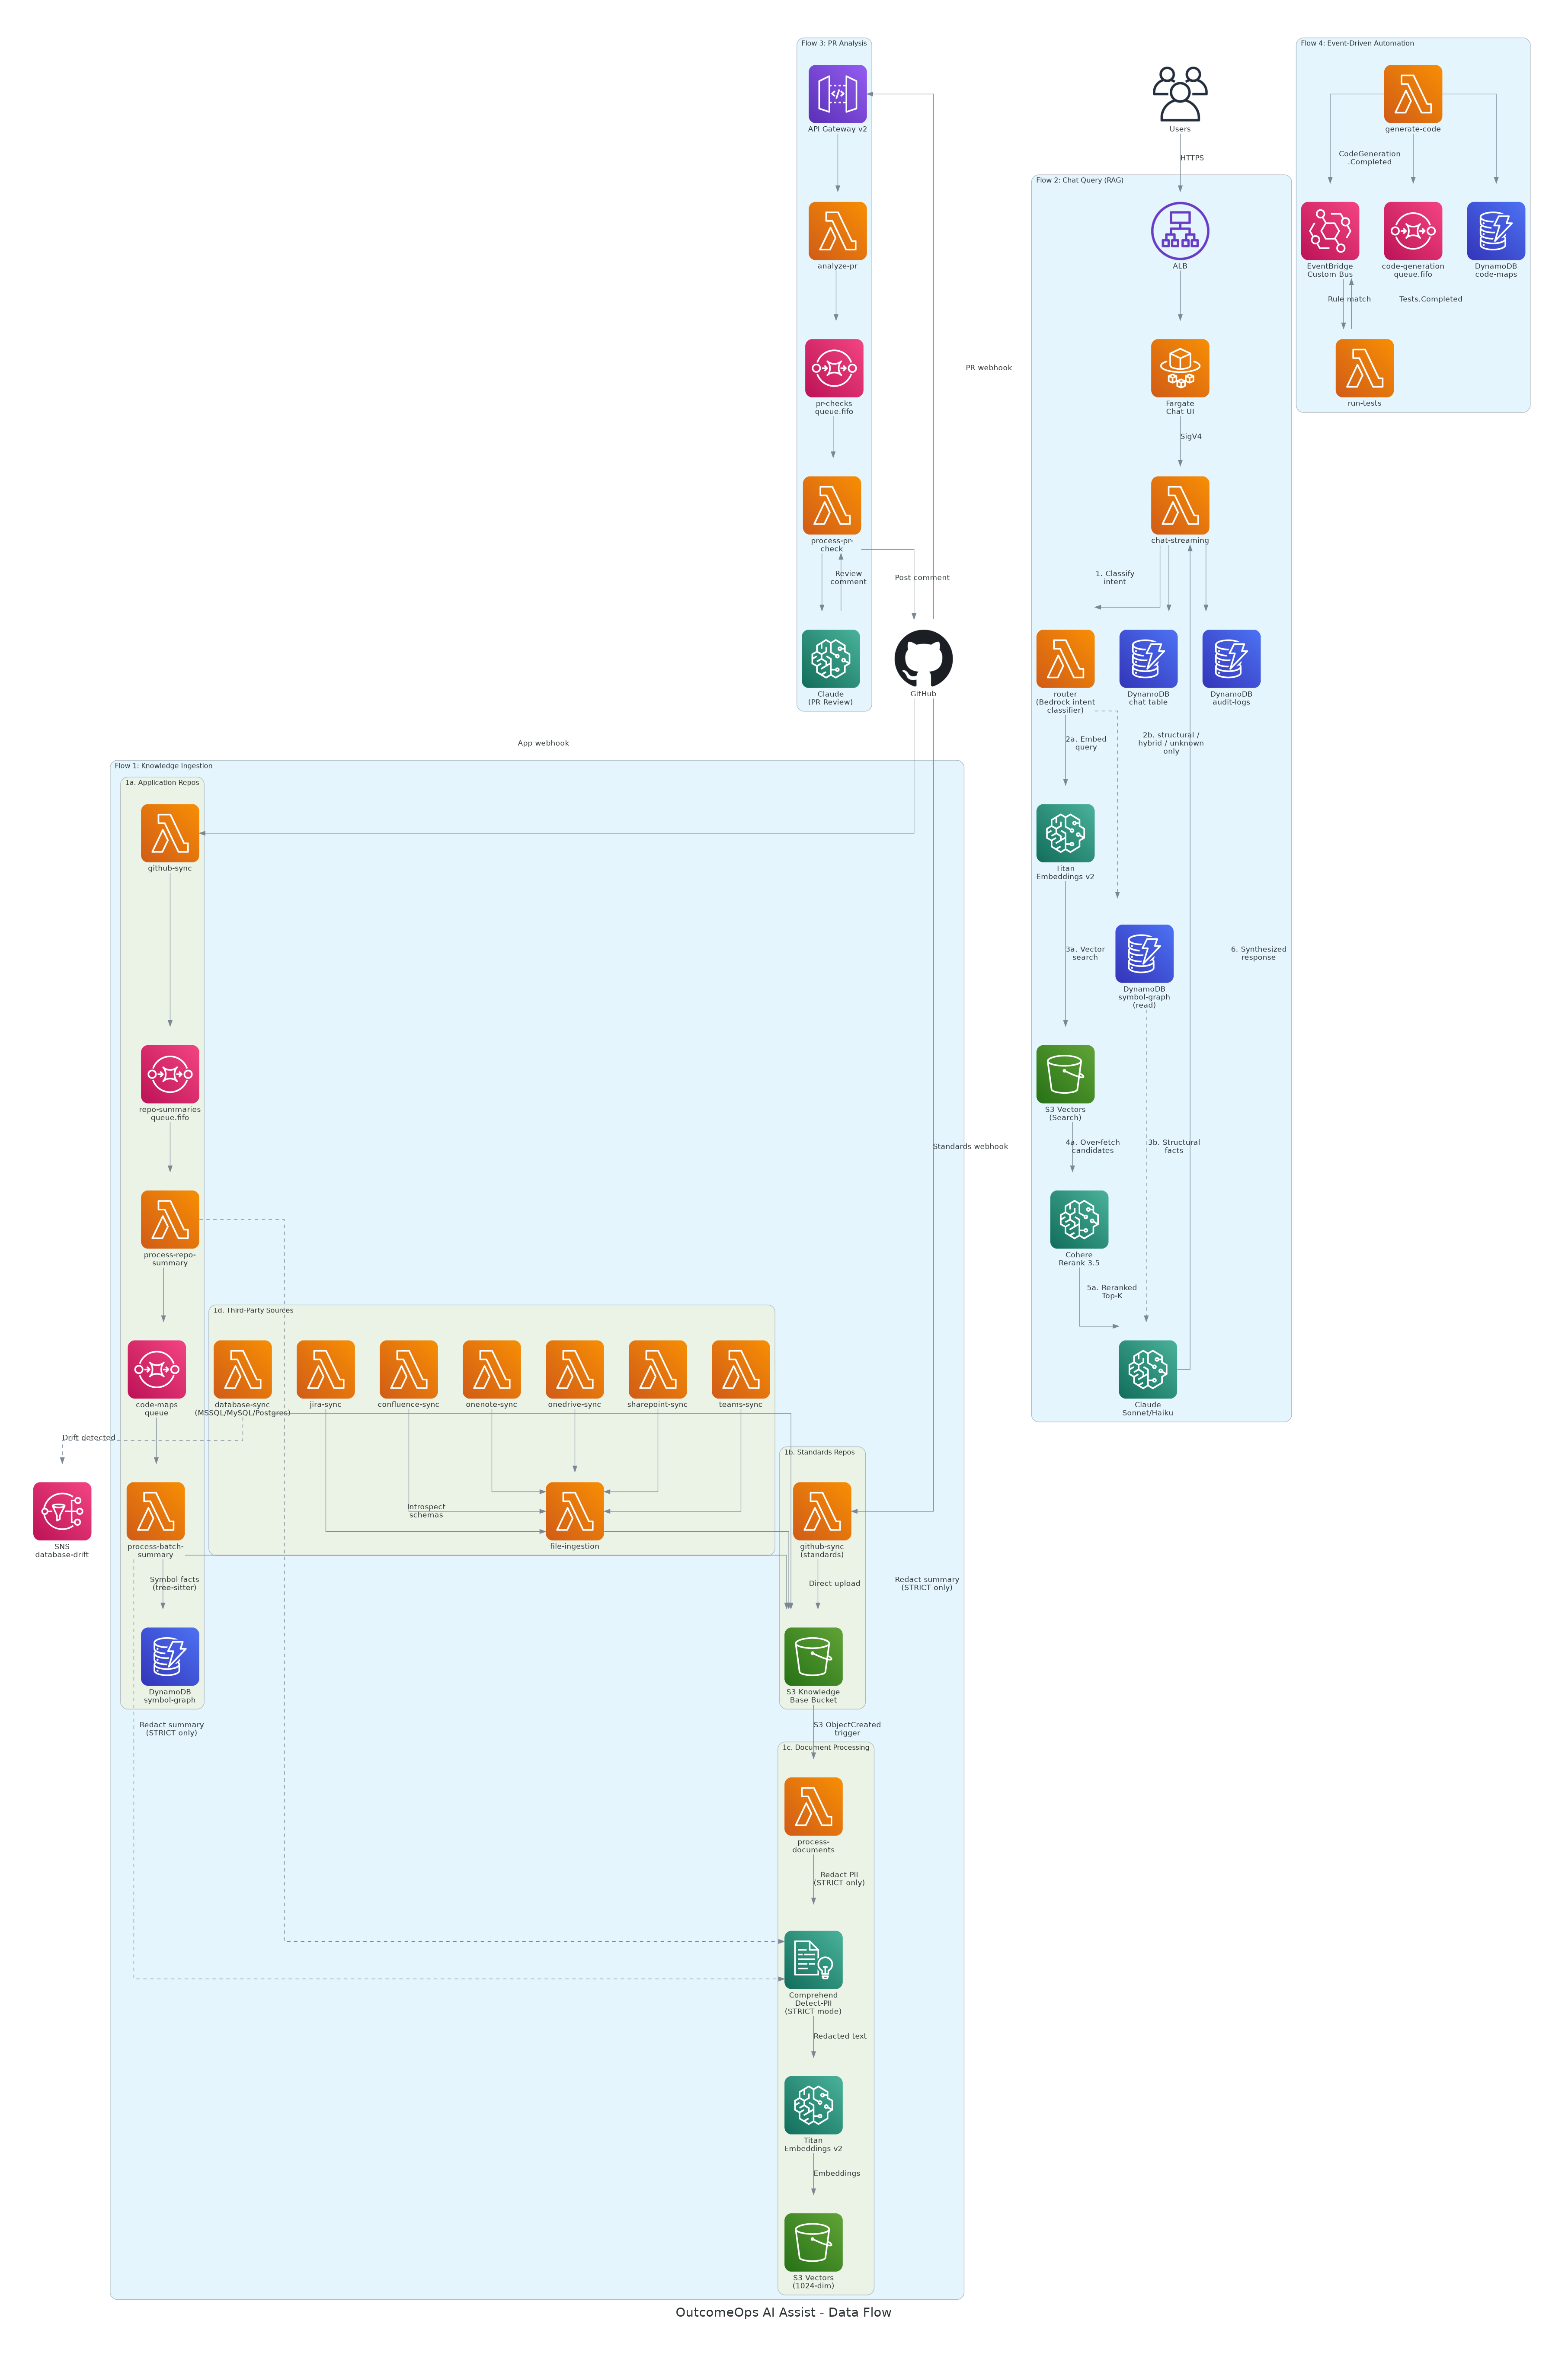 Flow 3: PR Analysis
API Gateway v2
analyze-pr
pr-checks
queue.fifo
process-pr-
check
Review
comment
Claude
(PR Review)
Post comment
GitHub
PR webhook
App webhook
Standards webhook
Users
HTTPS
Flow 2: Chat Query (RAG)
ALB
Fargate
Chat UI
SigV4
chat-streaming
1. Classify
intent
router
(Bedrock intent
classifier)
DynamoDB
chat table
DynamoDB
audit-logs
2a. Embed
query
2b. structural /
hybrid / unknown
only
Titan
Embeddings v2
3a. Vector
search
DynamoDB
symbol-graph
(read)
6. Synthesized
response
S3 Vectors
(Search)
4a. Over-fetch
candidates
3b. Structural
facts
Cohere
Rerank 3.5
5a. Reranked
Top-K
Claude
Sonnet/Haiku
Flow 4: Event-Driven Automation
generate-code
CodeGeneration
.Completed
EventBridge
Custom Bus
code-generation
queue.fifo
DynamoDB
code-maps
Rule match
Tests.Completed
run-tests
Flow 1: Knowledge Ingestion
1a. Application Repos
github-sync
repo-summaries
queue.fifo
process-repo-
summary
code-maps
queue
process-batch-
summary
Symbol facts
(tree-sitter)
DynamoDB
symbol-graph
Redact summary
(STRICT only)
Drift detected
SNS
database-drift
1d. Third-Party Sources
database-sync
(MSSQL/MySQL/Postgres)
jira-sync
confluence-sync
onenote-sync
onedrive-sync
sharepoint-sync
teams-sync
Introspect
schemas
file-ingestion
1b. Standards Repos
github-sync
(standards)
Direct upload
Redact summary
(STRICT only)
S3 Knowledge
Base Bucket
S3 ObjectCreated
trigger
1c. Document Processing
process-
documents
Redact PII
(STRICT only)
Comprehend
Detect-PII
(STRICT mode)
Redacted text
Titan
Embeddings v2
Embeddings
S3 Vectors
(1024-dim)
OutcomeOps AI Assist - Data Flow